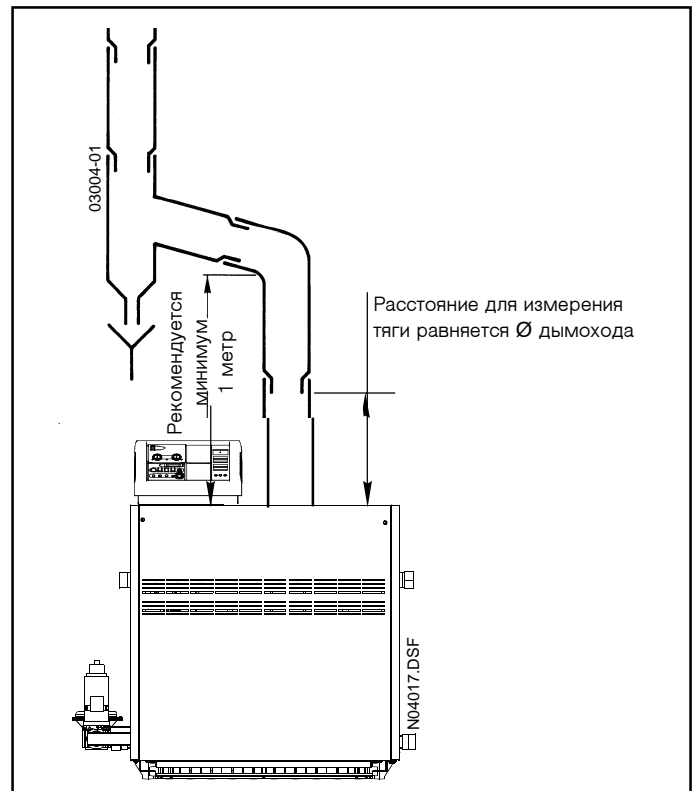 03004-01
Рекомендуется
минимум
1 метр
Расстояние для измерения
тяги равняется Ø дымохода
N04017.DSF